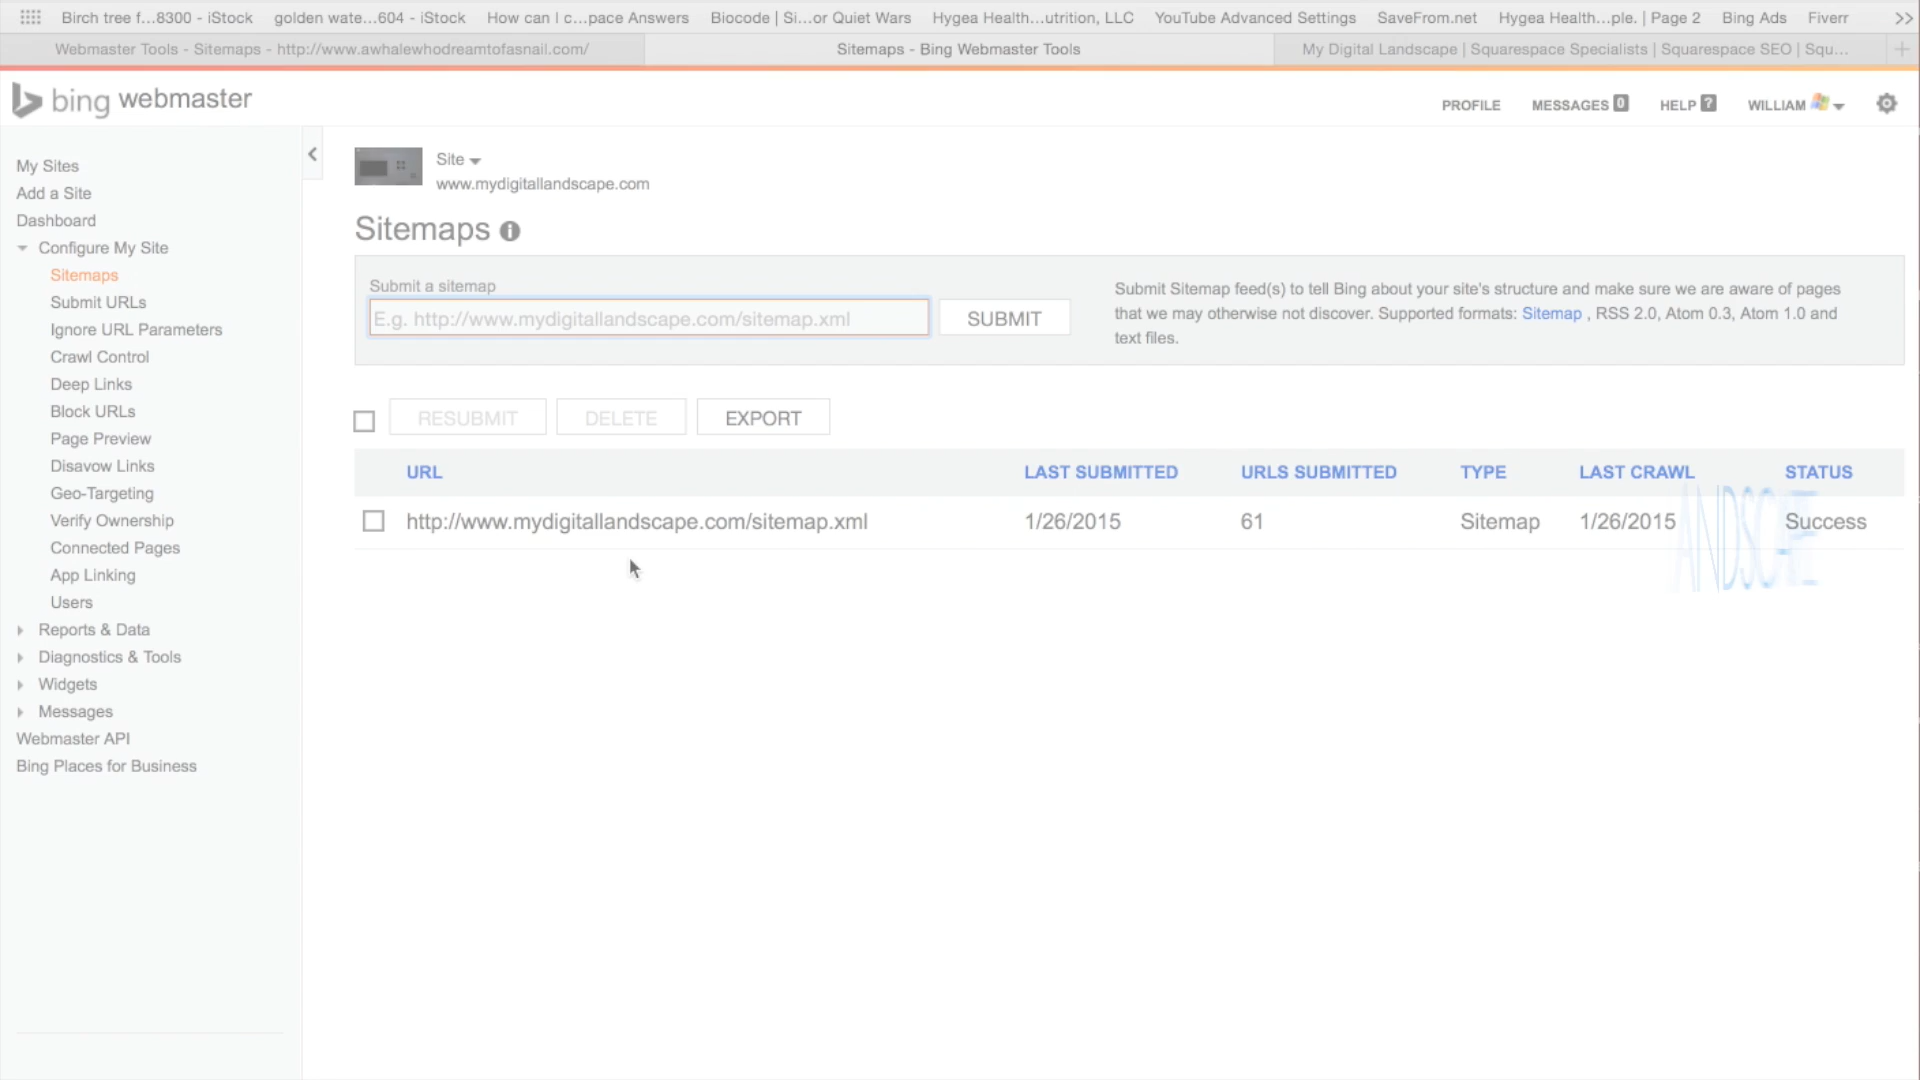 Birch tree f...8300 - iStock golden wate...604 - iStock How can I c...pace Answers Biocode | Si...or Quiet Wars Hygea Health...utrition, LLC YouTube Advanced Settings SaveFrom.net Hygea Health...ple. | Page 2 Bing Ads Fiverr >>
Webmaster Tools - Sitemaps - http://www.awhalewhodreamtofasnail.com/ Sitemaps - Bing Webmaster Tools My Digital Landscape | Squarespace Specialists | Squarespace SEO | Squ... +
bing webmaster
PROFILE MESSAGES 0 HELP ? WILLIAM
My Sites
Add a Site
Dashboard
Configure My Site
Sitemaps
Submit URLs
Ignore URL Parameters
Crawl Control
Deep Links
Block URLs
Page Preview
Disavow Links
Geo-Targeting
Verify Ownership
Connected Pages
App Linking
Users
Reports & Data
Diagnostics & Tools
Widgets
Messages
Webmaster API
Bing Places for Business
Site
www.mydigitallandscape.com
Sitemaps
Submit a sitemap
E.g. http://www.mydigitallandscape.com/sitemap.xml SUBMIT
Submit Sitemap feed(s) to tell Bing about your site's structure and make sure we are aware of pages
that we may otherwise not discover. Supported formats: Sitemap , RSS 2.0, Atom 0.3, Atom 1.0 and
text files.
RESUBMIT DELETE EXPORT
URL LAST SUBMITTED URLS SUBMITTED TYPE LAST CRAWL STATUS
http://www.mydigitallandscape.com/sitemap.xml 1/26/2015 61 Sitemap 1/26/2015 Success
ANDSCAPE